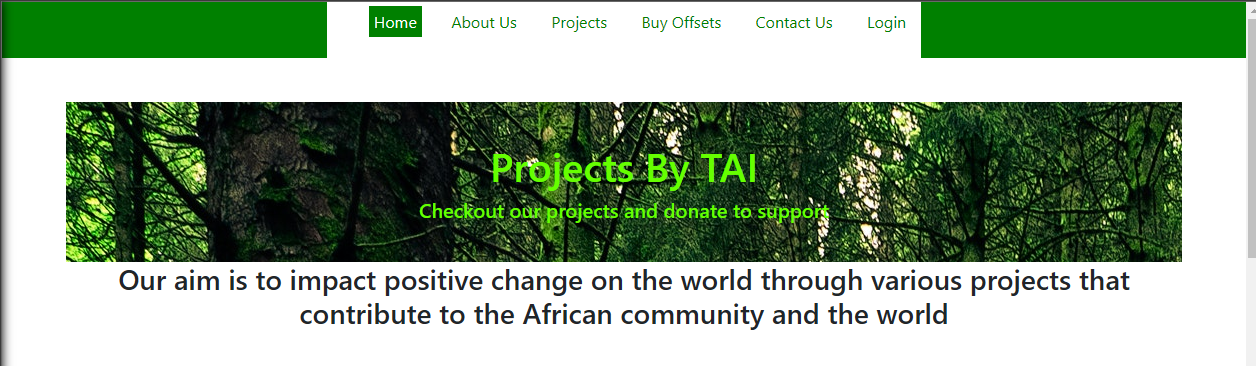 Home About Us Projects Buy Offsets Contact Us Login
Projects By TAI
Checkout our projects and donate to support
Our aim is to impact positive change on the world through various projects that
contribute to the African community and the world